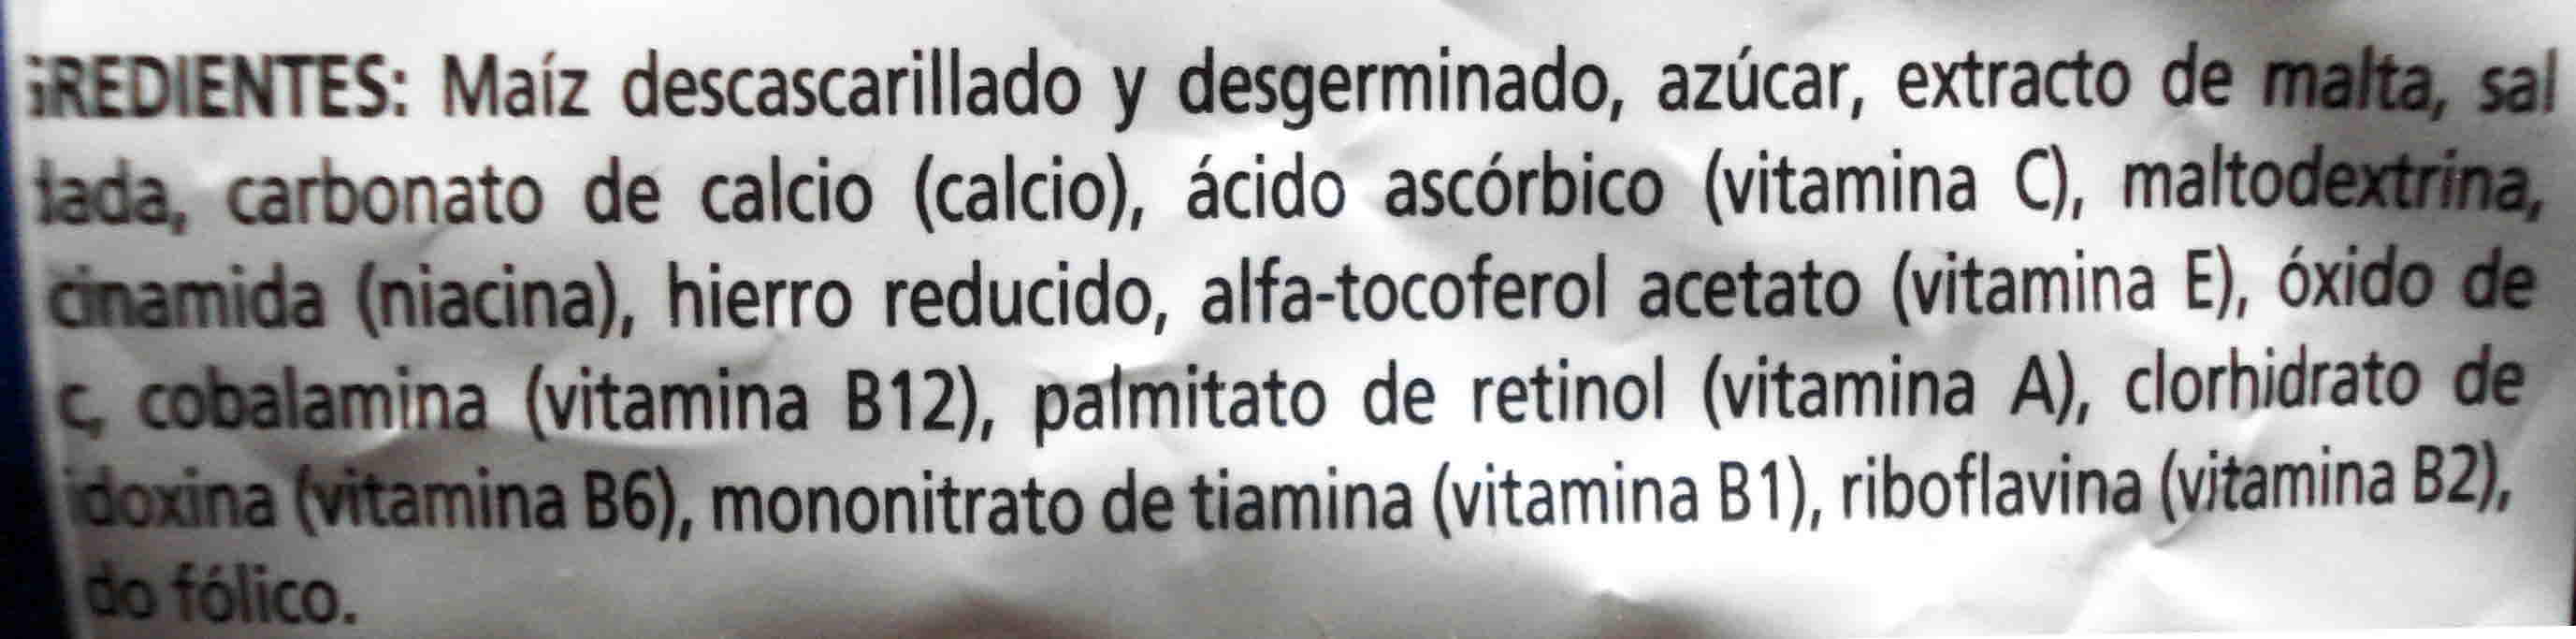 GREDIENTES: Maíz descascarillado y desgerminado, azúcar, extracto de malta, sal
lada, carbonato de calcio (calcio), ácido ascórbico (vitamina C), maltodextrina,
cinamida (niacina), hierro reducido, alfa-tocoferol acetato (vitamina E), óxido de
c, cobalamina (vitamina B12), palmitato de retinol (vitamina A), clorhidrato de
idoxina (vitamina B6), mononitrato de tiamina (vitamina B1), riboflavina (vitamina B2),
do fólico.